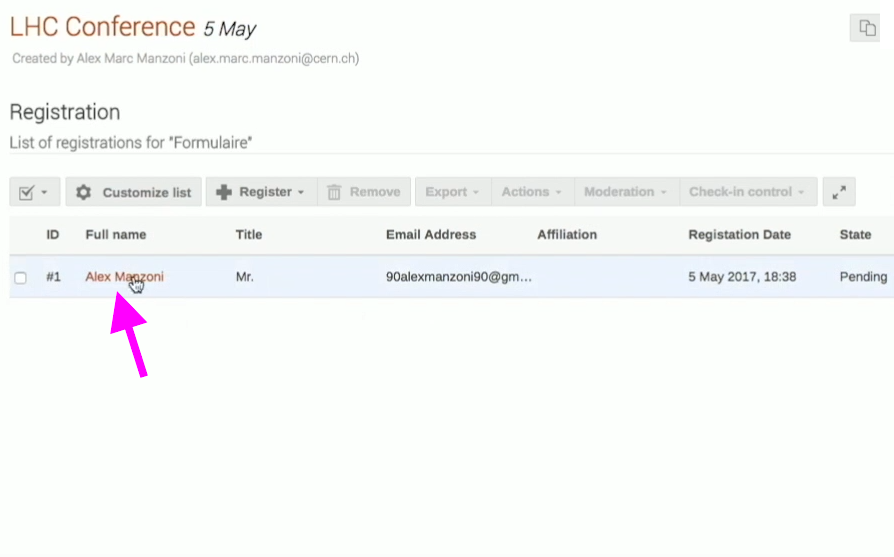 LHC Conference 5 May
Created by Alex Marc Manzoni (alex.marc.manzoni@cern.ch)
Registration
List of registrations for "Formulaire"
Customize list Register Remove Export Actions Moderation Check-in control
ID Full name Title Email Address Affiliation Registation Date State
#1 Alex Manzoni Mr. 90alexmanzoni90@gm... 5 May 2017, 18:38 Pending